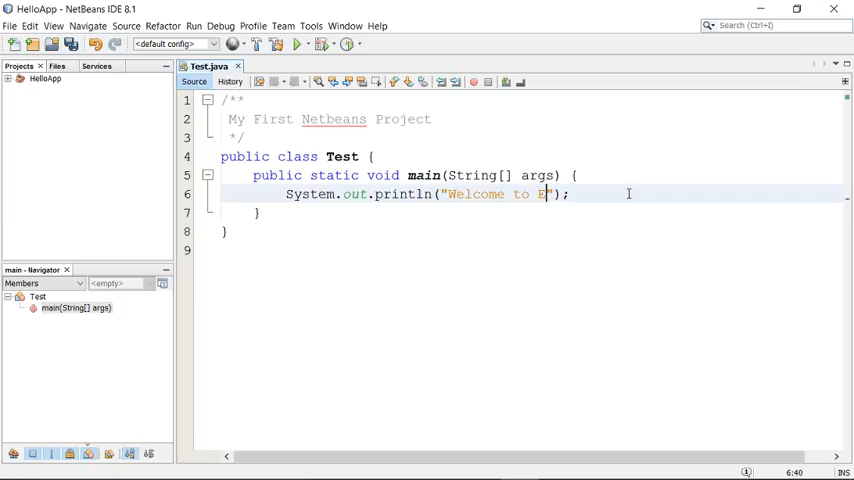 HelloApp - NetBeans IDE 8.1
File Edit View Navigate Source Refactor Run Debug Profile Team Tools Window Help
Search (Ctrl+I)
<default config>
Projects Files Services
HelloApp
Test.java
Source History
1 /**
2 My First Netbeans Project
3 */
4 public class Test {
5 public static void main(String[] args) {
6 System.out.println("Welcome to E");
7 }
8 }
9
main - Navigator
Members <empty>
Test
main(String[] args)
6:40 INS